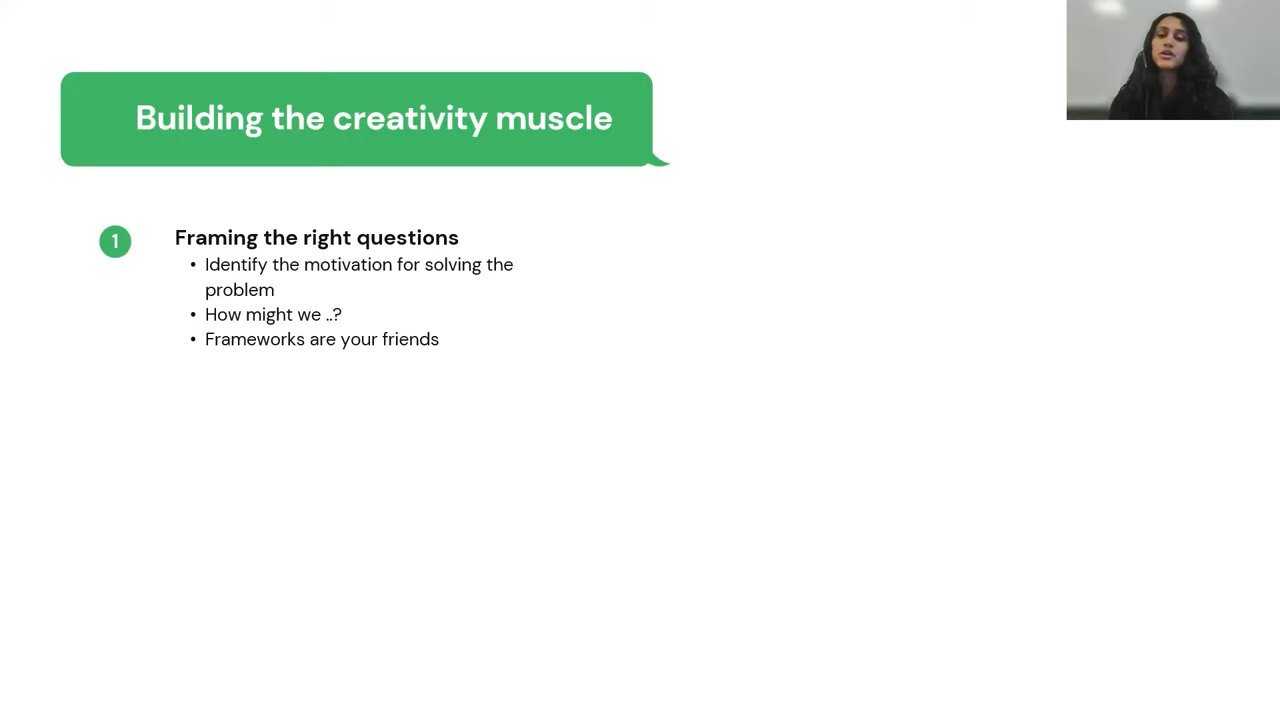 Building the creativity muscle
1
Framing the right questions
• Identify the motivation for solving the
problem
• How might we ..?
• Frameworks are your friends